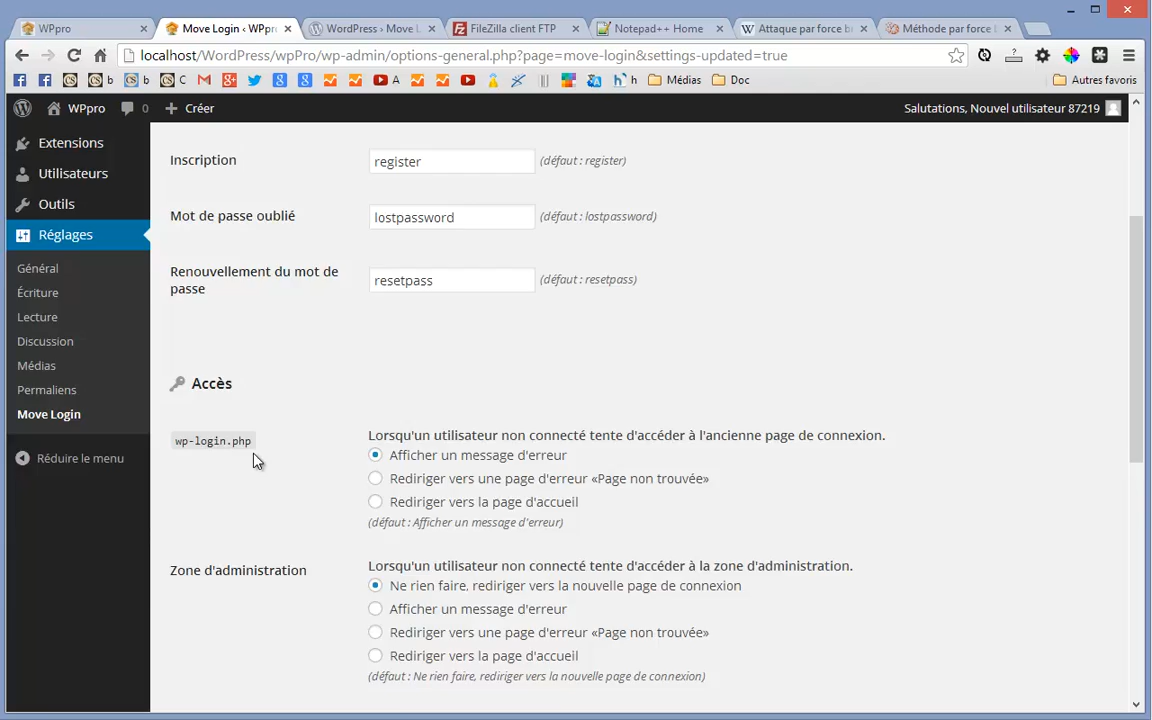 WPpro
Move Login ‹ WPpr
WordPress › Move L
FileZilla client FTP
Notepad++ Home
Attaque par force b
Méthode par force
localhost/WordPress/wpPro/wp-admin/options-general.php?page=move-login&settings-updated=true
b
b
C
A
h
Médias
Doc
Autres favoris
WPpro
0
Créer
Salutations, Nouvel utilisateur 87219
Extensions
Utilisateurs
Outils
Réglages
Général
Écriture
Lecture
Discussion
Médias
Permaliens
Move Login
Réduire le menu
Inscription
register
(défaut : register)
Mot de passe oublié
lostpassword
(défaut : lostpassword)
Renouvellement du mot de
passe
resetpass
(défaut : resetpass)
Accès
wp-login.php
Lorsqu'un utilisateur non connecté tente d'accéder à l'ancienne page de connexion.
Afficher un message d'erreur
Rediriger vers une page d'erreur «Page non trouvée»
Rediriger vers la page d'accueil
(défaut : Afficher un message d'erreur)
Zone d'administration
Lorsqu'un utilisateur non connecté tente d'accéder à la zone d'administration.
Ne rien faire, rediriger vers la nouvelle page de connexion
Afficher un message d'erreur
Rediriger vers une page d'erreur «Page non trouvée»
Rediriger vers la page d'accueil
(défaut : Ne rien faire, rediriger vers la nouvelle page de connexion)